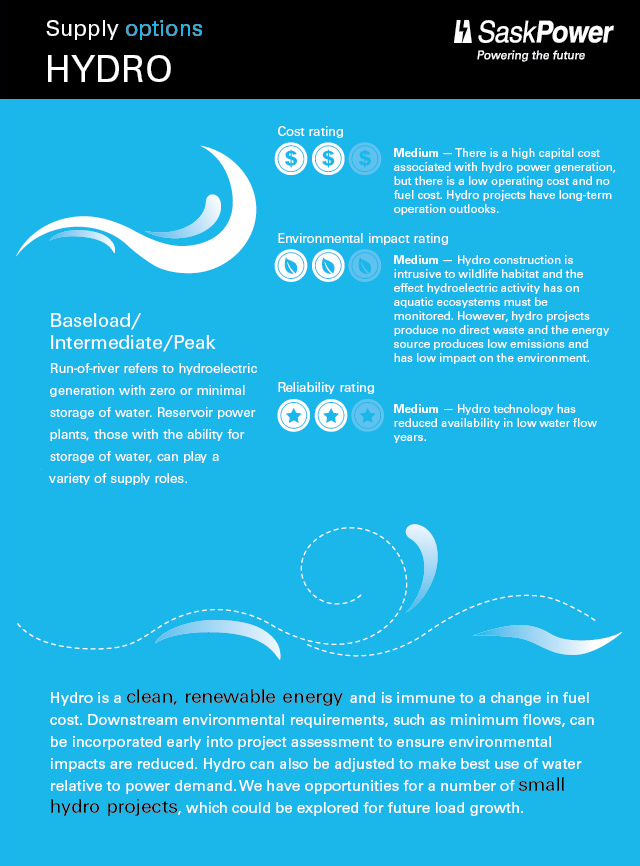 Supply options
HYDRO
SaskPower
Powering the future
Cost rating
$ $ $
Medium — There is a high capital cost
associated with hydro power generation,
but there is a low operating cost and no
fuel cost. Hydro projects have long-term
operation outlooks.
Environmental impact rating
Medium — Hydro construction is
intrusive to wildlife habitat and the
effect hydroelectric activity has on
aquatic ecosystems must be
monitored. However, hydro projects
produce no direct waste and the energy
source produces low emissions and
has low impact on the environment.
Reliability rating
Medium — Hydro technology has
reduced availability in low water flow
years.
Baseload/
Intermediate/Peak
Run-of-river refers to hydroelectric
generation with zero or minimal
storage of water. Reservoir power
plants, those with the ability for
storage of water, can play a
variety of supply roles.
Hydro is a clean, renewable energy and is immune to a change in fuel
cost. Downstream environmental requirements, such as minimum flows, can
be incorporated early into project assessment to ensure environmental
impacts are reduced. Hydro can also be adjusted to make best use of water
relative to power demand. We have opportunities for a number of small
hydro projects, which could be explored for future load growth.